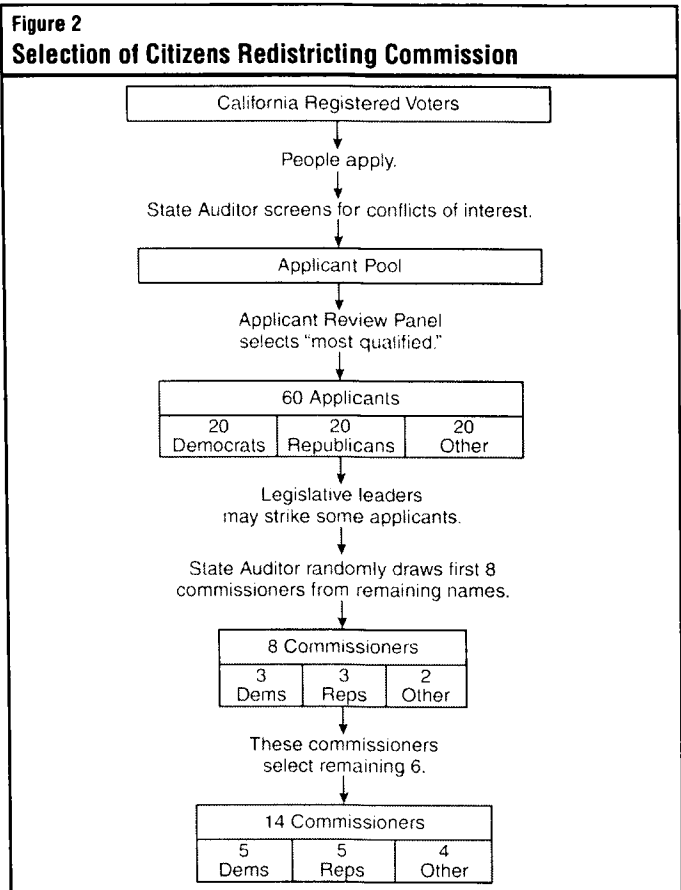 Figure 2
Selection of Citizens Redistricting Commission
California Registered Voters
People apply.
State Auditor screens for conflicts of interest.
Applicant Pool
Applicant Review Panel
selects "most qualified."
60 Applicants
20 20 20
Democrats Republicans Other
Legislative leaders
may strike some applicants.
State Auditor randomly draws first 8
commissioners from remaining names.
8 Commissioners
3 3 2
Dems Reps Other
These commissioners
select remaining 6.
14 Commissioners
5 5 4
Dems Reps Other